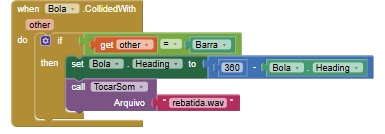 when Bola .CollidedWith
other
do if get other = Barra
then set Bola . Heading to 360 - Bola . Heading
call TocarSom
Arquivo " rebatida.wav "